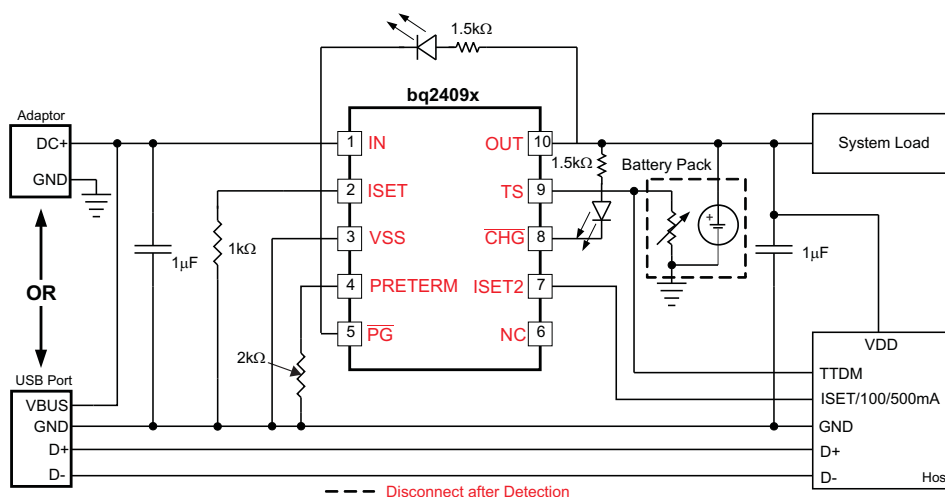 1.5kΩ
bq2409x
Adaptor
DC+
GND
OR
USB Port
VBUS
GND
D+
D-
1μF
1kΩ
2kΩ
1 IN
2 ISET
3 VSS
4 PRETERM
5 PG
OUT 10
TS 9
CHG 8
ISET2 7
NC 6
1.5kΩ
Battery Pack
+
1μF
System Load
VDD
TTDM
ISET/100/500mA
GND
D+
D-
Disconnect after Detection